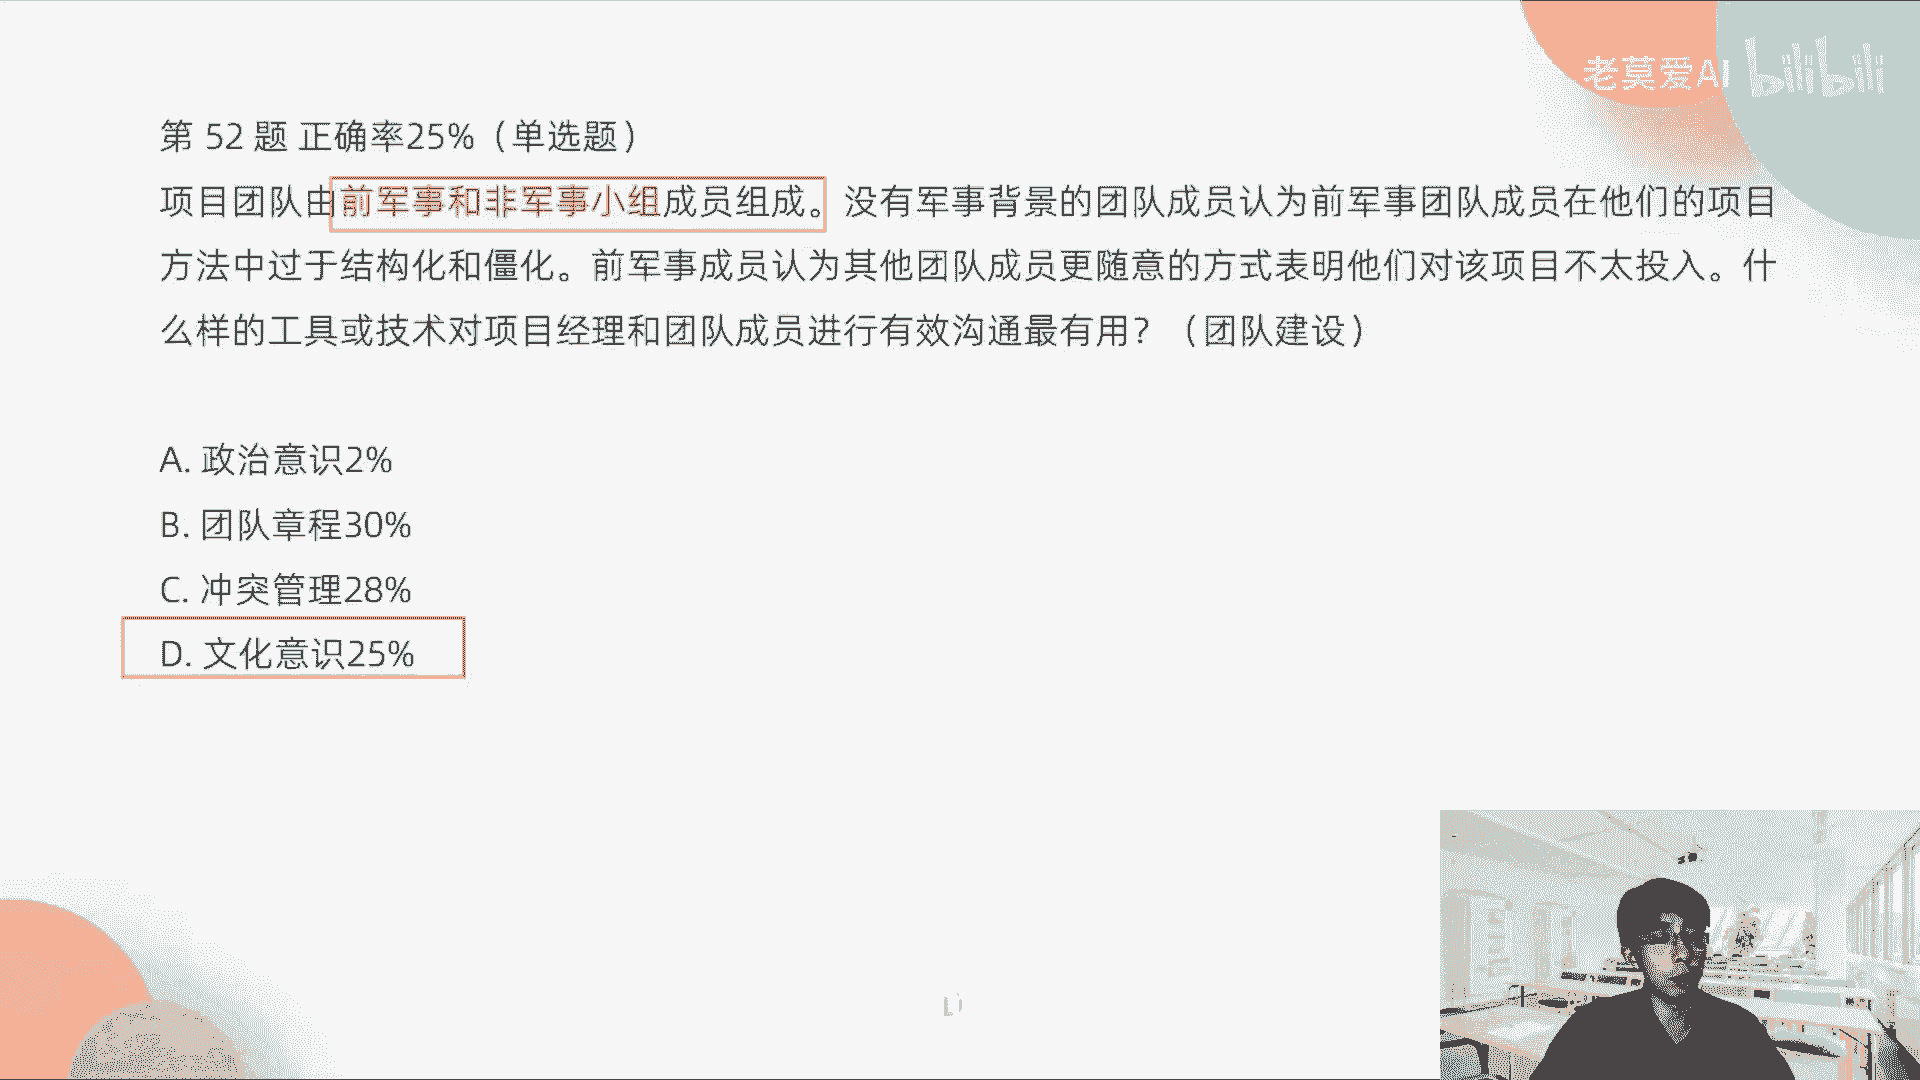 老莫爱AI bilibili
第 52 题 正确率25%（单选题）
项目团队由前军事和非军事小组成员组成。没有军事背景的团队成员认为前军事团队成员在他们的项目
方法中过于结构化和僵化。前军事成员认为其他团队成员更随意的方式表明他们对该项目不太投入。什
么样的工具或技术对项目经理和团队成员进行有效沟通最有用？（团队建设）
A. 政治意识2%
B. 团队章程30%
C. 冲突管理28%
D. 文化意识25%